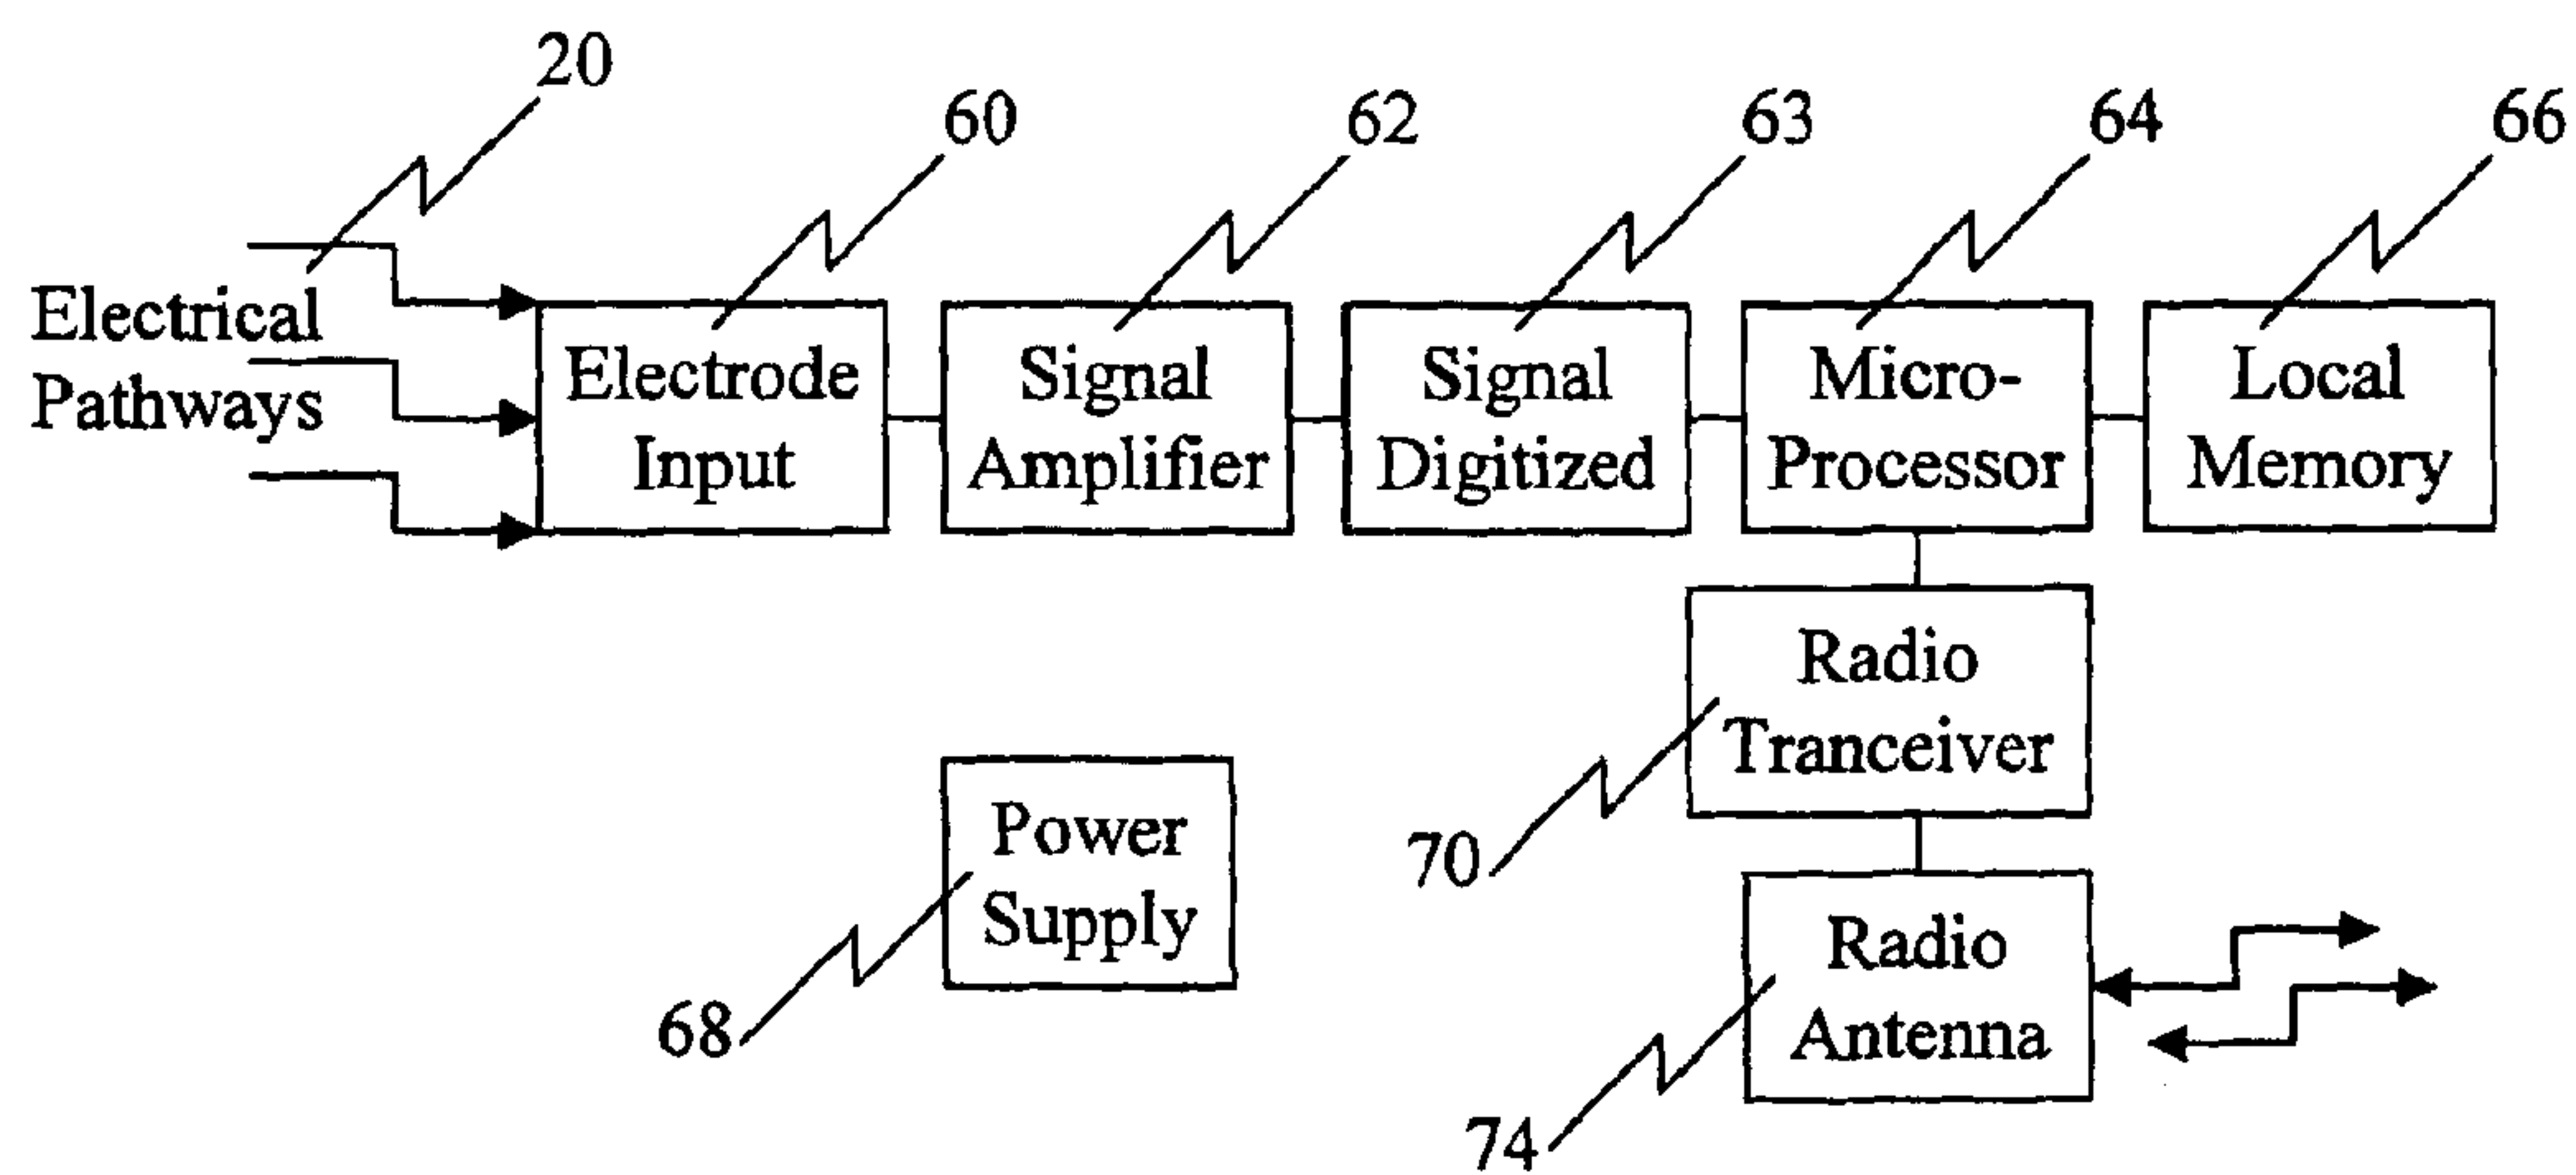 20
60
62
63
64
66
Electrical
Pathways
Electrode
Input
Signal
Amplifier
Signal
Digitized
Micro-
Processor
Local
Memory
Radio
Tranceiver
70
Power
Supply
68
Radio
Antenna
74